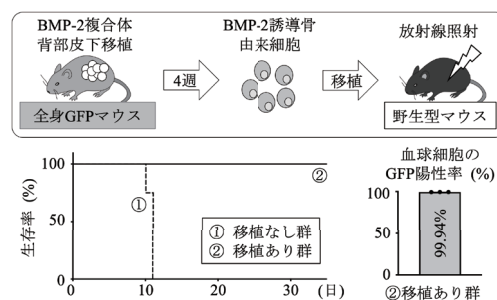 BMP-2複合体
背部皮下移植
全身GFPマウス
4週
BMP-2誘導骨
由来細胞
移植
放射線照射
野生型マウス
生存率 (%)
100
50
0
0
10
20
30
(日)
①
②
① 移植なし群
② 移植あり群
血球細胞の
GFP陽性率 (%)
100
50
0
99.94%
②移植あり群